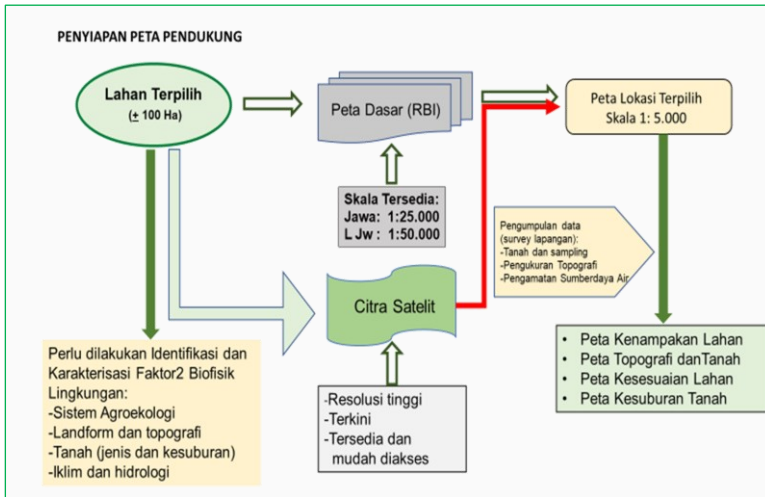 PENYIAPAN PETA PENDUKUNG
Lahan Terpilih
(± 100 Ha)
Peta Dasar (RBI)
Peta Lokasi Terpilih
Skala 1: 5.000
Skala Tersedia:
Jawa: 1:25.000
L Jw : 1:50.000
Pengumpulan data
(survey lapangan):
-Tanah dan sampling
-Pengukuran Topografi
-Pengamatan Sumberdaya Air
Citra Satelit
Perlu dilakukan Identifikasi dan
Karakterisasi Faktor2 Biofisik
Lingkungan:
-Sistem Agroekologi
-Landform dan topografi
-Tanah (jenis dan kesuburan)
-Iklim dan hidrologi
-Resolusi tinggi
-Terkini
-Tersedia dan
mudah diakses
• Peta Kenampakan Lahan
• Peta Topografi danTanah
• Peta Kesesuaian Lahan
• Peta Kesuburan Tanah